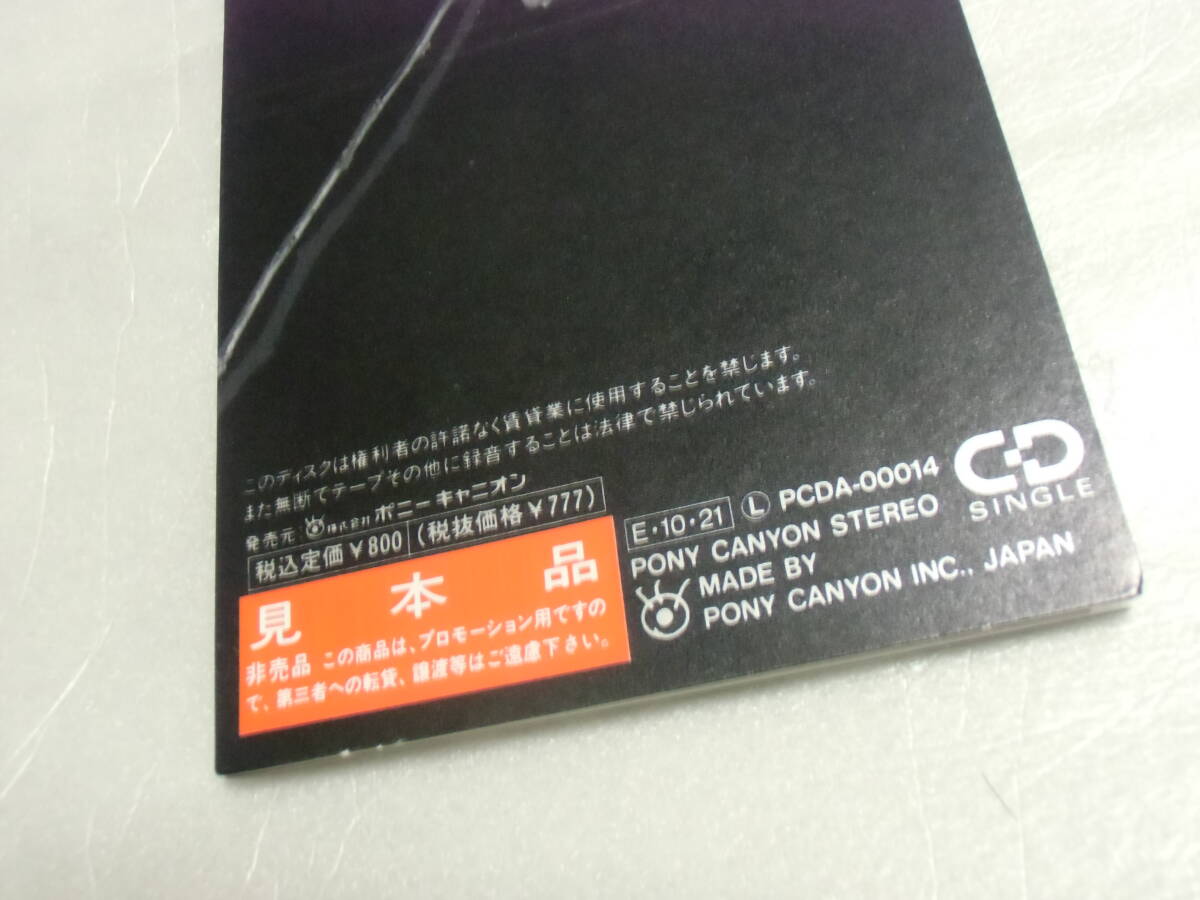 このディスクは権利者の許諾なく賃貸業に使用することを禁じます。
また無断でテープその他に録音することは法律で禁じられています。
発売元 株式会社 ポニーキャニオン
税込定価¥800 (税抜価格¥777)
見本品
非売品 この商品は、プロモーション用ですの
で、第三者への転貸、譲渡等はご遠慮下さい。
E・10・21 Ⓛ PCDA-00014
PONY CANYON STEREO
MADE BY
PONY CANYON INC., JAPAN
CD
SINGLE